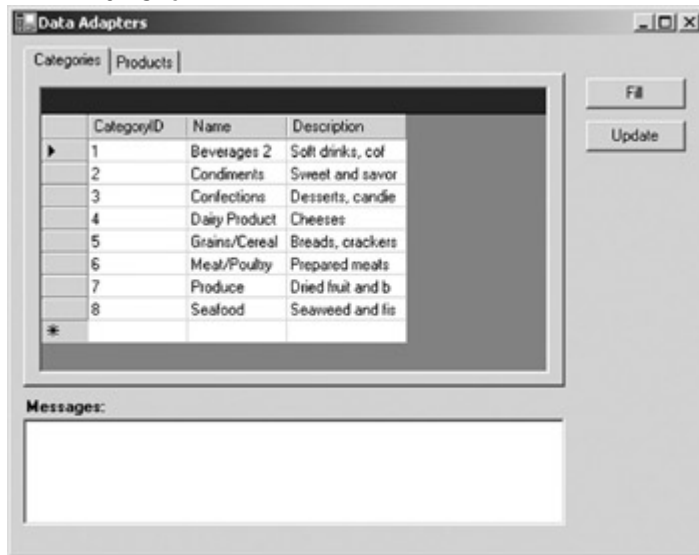 Data Adapters
Categories Products
Fill
Update
CategoryID Name Description
1 Beverages 2 Soft drinks, cof
2 Condiments Sweet and savor
3 Confections Desserts, candie
4 Dairy Product Cheeses
5 Grains/Cereal Breads, crackers
6 Meat/Poultry Prepared meats
7 Produce Dried fruit and b
8 Seafood Seaweed and fis
Messages: